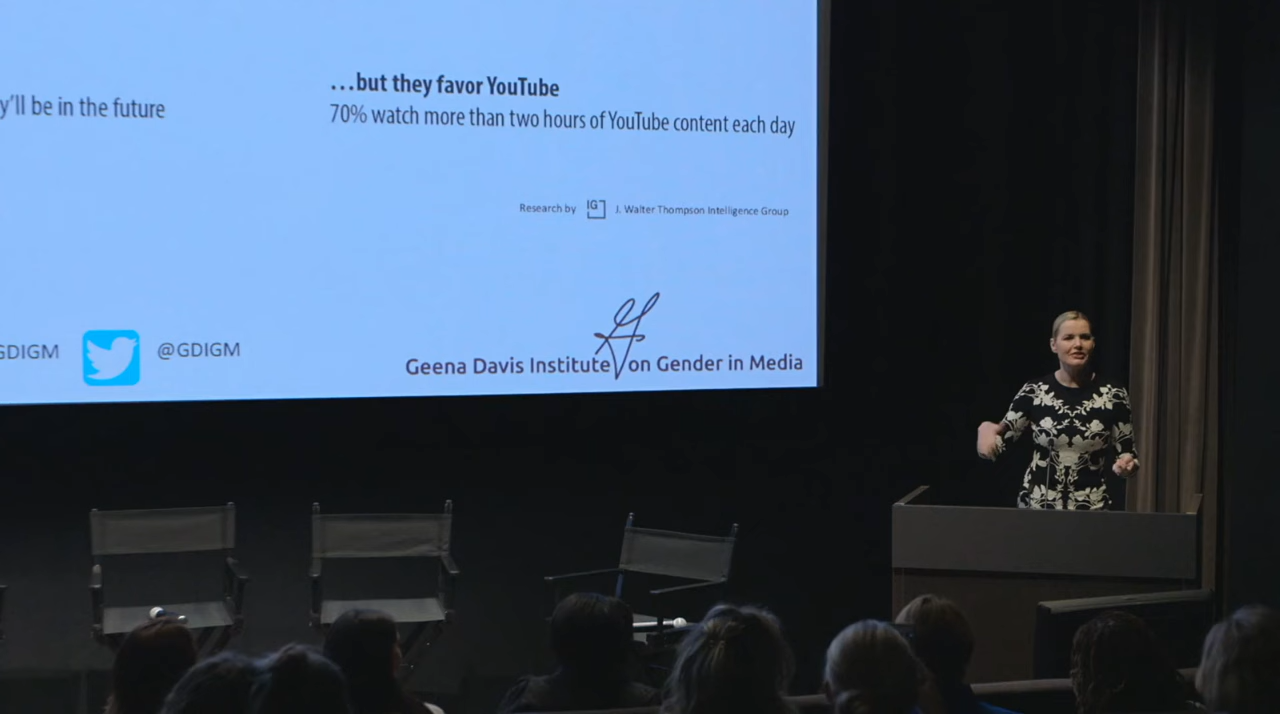 y'll be in the future
...but they favor YouTube
70% watch more than two hours of YouTube content each day
Research by IG J. Walter Thompson Intelligence Group
GDIGM
@GDIGM
Geena Davis Institute on Gender in Media